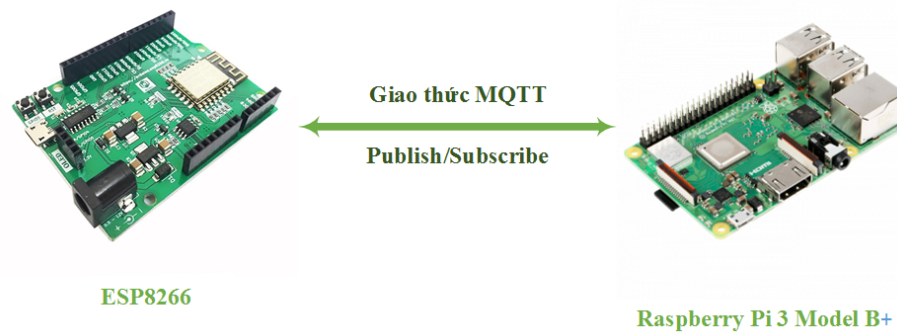 Giao thức MQTT
Publish/Subscribe
ESP8266
Raspberry Pi 3 Model B+